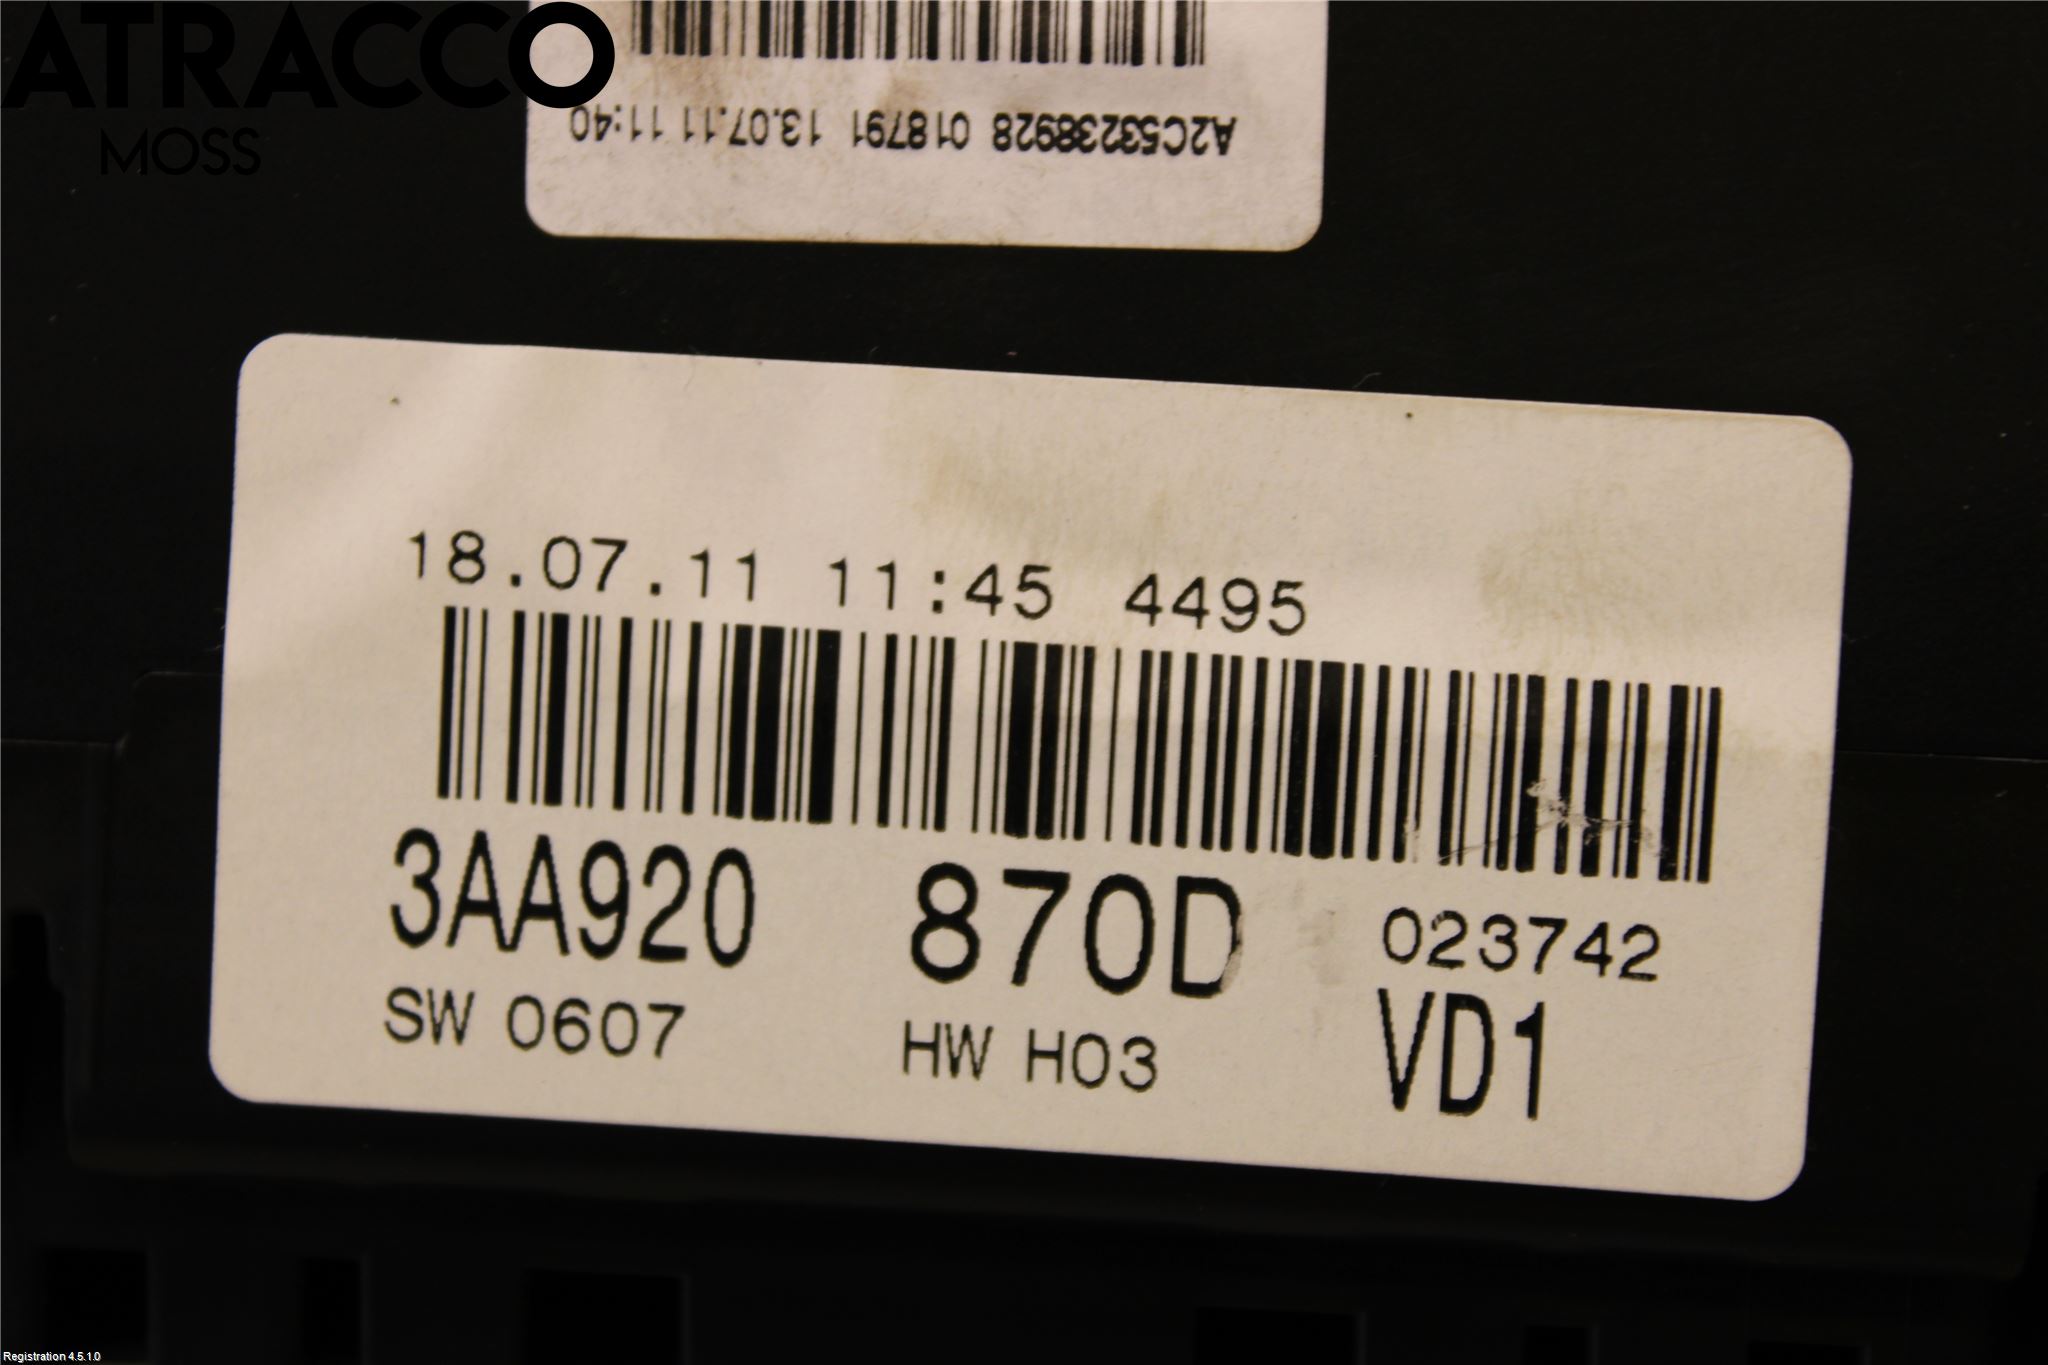 ATRACCO
MOSS
A2C53238928 018791 13.07.11 11:40
18.07.11 11:45 4495
3AA920 870D 023742
SW 0607 HW H03 VD1
Registration 4.5.1.0